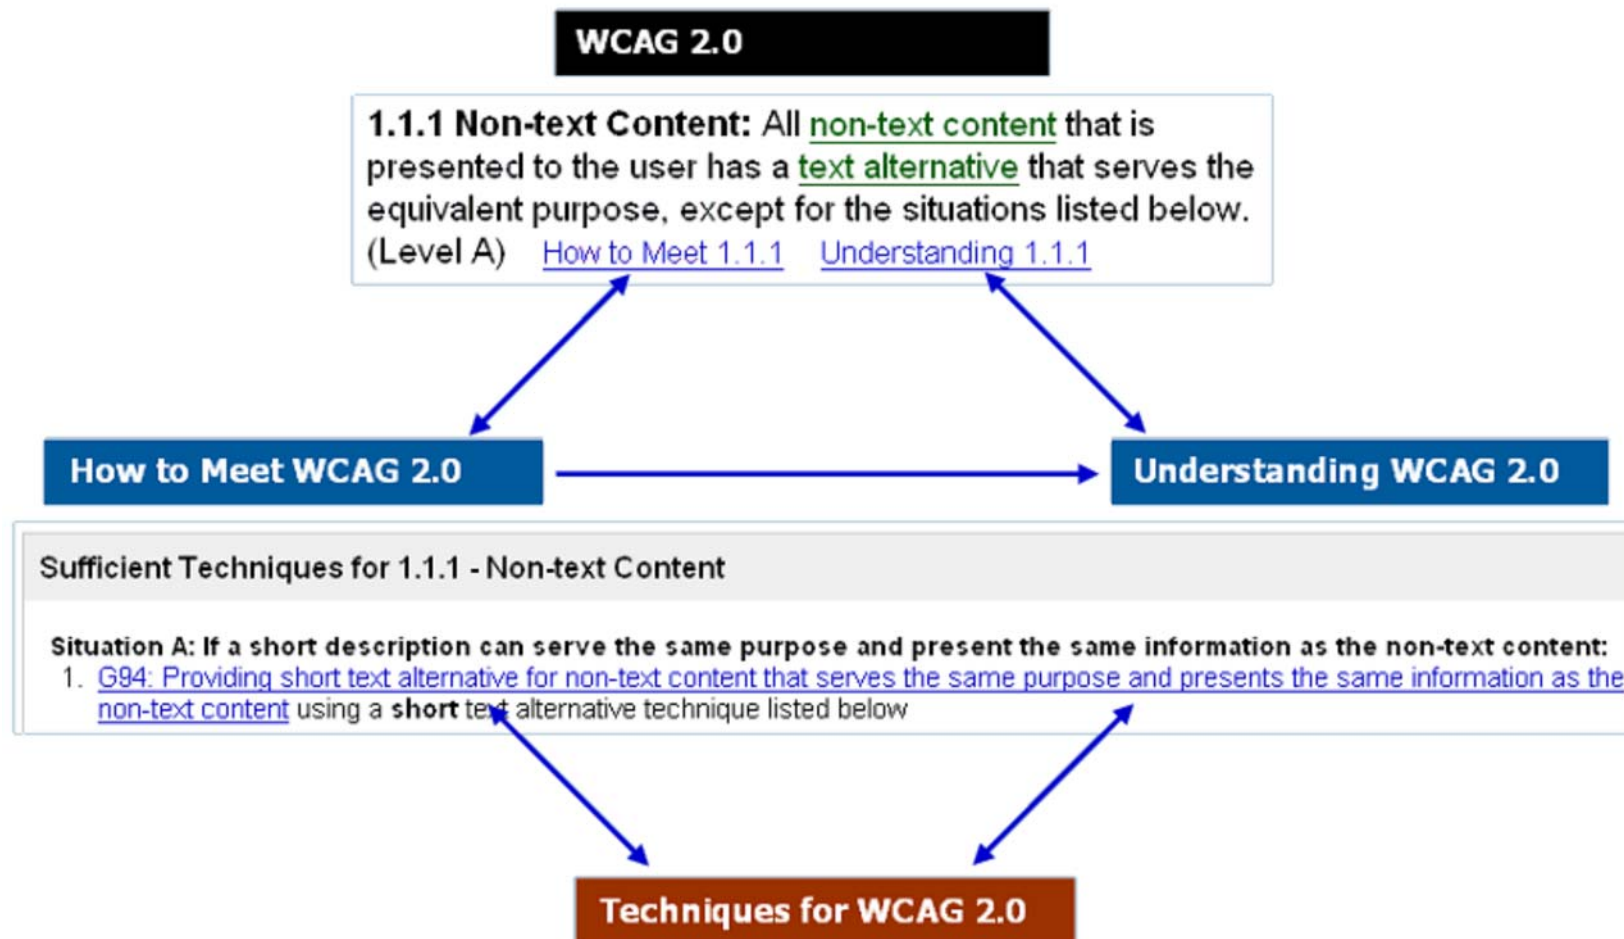 WCAG 2.0
1.1.1 Non-text Content: All non-text content that is
presented to the user has a text alternative that serves the
equivalent purpose, except for the situations listed below.
(Level A) How to Meet 1.1.1 Understanding 1.1.1
How to Meet WCAG 2.0
Understanding WCAG 2.0
Sufficient Techniques for 1.1.1 - Non-text Content
Situation A: If a short description can serve the same purpose and present the same information as the non-text content:
1. G94: Providing short text alternative for non-text content that serves the same purpose and presents the same information as the
non-text content using a short text alternative technique listed below
Techniques for WCAG 2.0